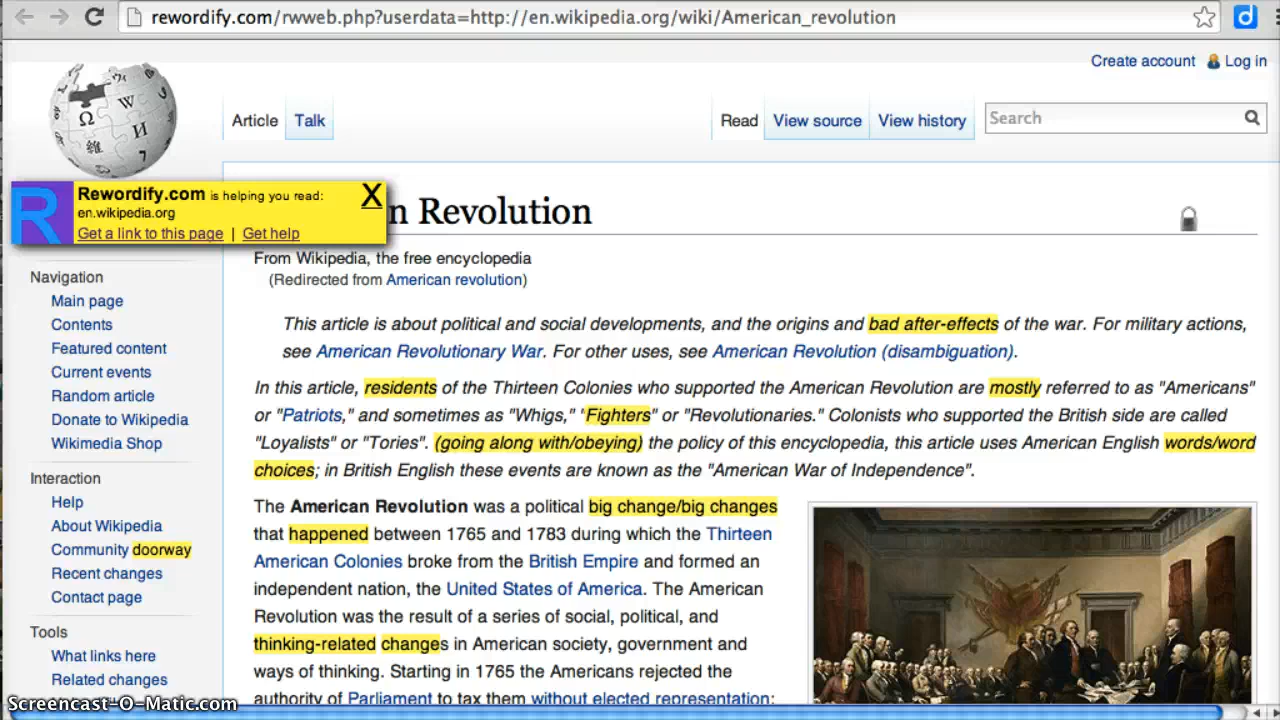 rewordify.com/rwweb.php?userdata=http://en.wikipedia.org/wiki/American_revolution
Create account Log in
Article Talk Read View source View history Search
Rewordify.com is helping you read: X
en.wikipedia.org
Get a link to this page | Get help
n Revolution
From Wikipedia, the free encyclopedia
(Redirected from American revolution)
This article is about political and social developments, and the origins and bad after-effects of the war. For military actions,
see American Revolutionary War. For other uses, see American Revolution (disambiguation).
In this article, residents of the Thirteen Colonies who supported the American Revolution are mostly referred to as "Americans"
or "Patriots," and sometimes as "Whigs," "Fighters" or "Revolutionaries." Colonists who supported the British side are called
"Loyalists" or "Tories". (going along with/obeying) the policy of this encyclopedia, this article uses American English words/word
choices; in British English these events are known as the "American War of Independence".
The American Revolution was a political big change/big changes
that happened between 1765 and 1783 during which the Thirteen
American Colonies broke from the British Empire and formed an
independent nation, the United States of America. The American
Revolution was the result of a series of social, political, and
thinking-related changes in American society, government and
ways of thinking. Starting in 1765 the Americans rejected the
authority of Parliament to tax them without elected representation;
Navigation
Main page
Contents
Featured content
Current events
Random article
Donate to Wikipedia
Wikimedia Shop
Interaction
Help
About Wikipedia
Community doorway
Recent changes
Contact page
Tools
What links here
Related changes
Screencast-O-Matic.com